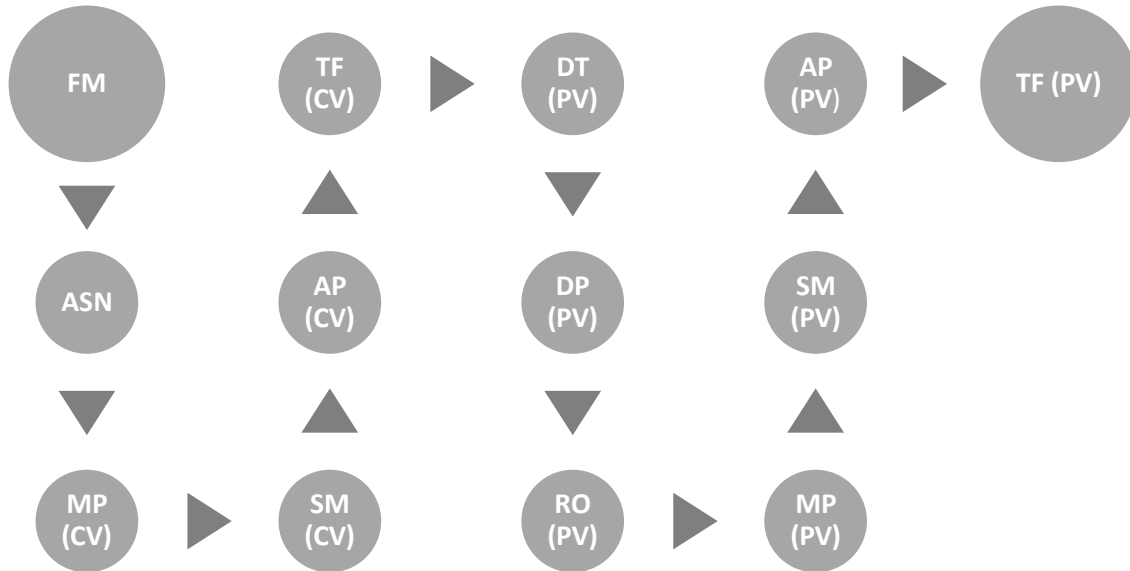 FM
ASN
MP
(CV)
SM
(CV)
AP
(CV)
TF
(CV)
DT
(PV)
DP
(PV)
RO
(PV)
MP
(PV)
SM
(PV)
AP
(PV)
TF (PV)